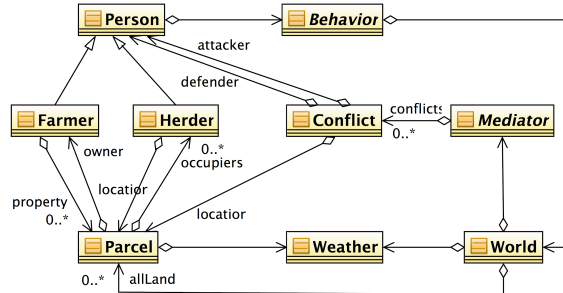 Person
Behavior
attacker
defender
Farmer
Herder
Conflict
conflicts
Mediator
0..*
owner
0..*
occupiers
locatior
property
0..*
locatior
Parcel
Weather
World
0..*
allLand